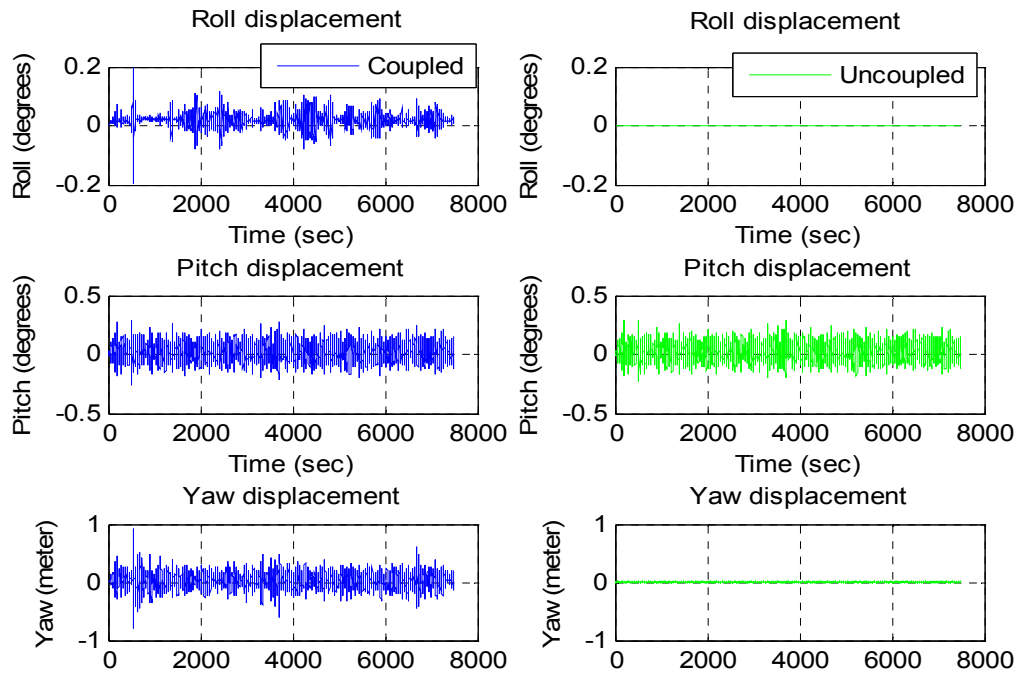 Roll displacement
Coupled
Roll (degrees)
0.2
0
-0.2
0 2000 4000 6000 8000
Time (sec)
Roll displacement
Uncoupled
Roll (degrees)
0.2
0
-0.2
0 2000 4000 6000 8000
Time (sec)
Pitch displacement
Pitch (degrees)
0.5
0
-0.5
0 2000 4000 6000 8000
Time (sec)
Pitch displacement
Pitch (degrees)
0.5
0
-0.5
0 2000 4000 6000 8000
Time (sec)
Yaw displacement
Yaw (meter)
1
0
-1
0 2000 4000 6000 8000
Yaw displacement
Yaw (meter)
1
0
-1
0 2000 4000 6000 8000